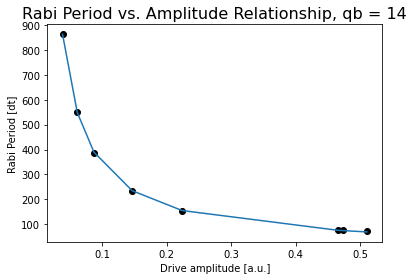 Rabi Period vs. Amplitude Relationship, qb = 14
900
800
700
600
500
400
300
200
100
Rabi Period [dt]
0.1 0.2 0.3 0.4 0.5
Drive amplitude [a.u.]